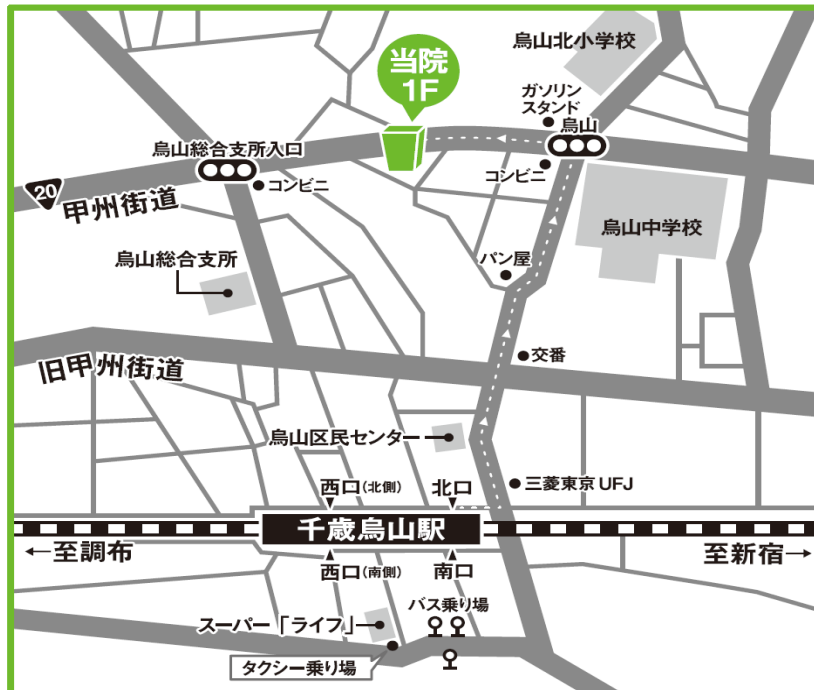 烏山北小学校
当院
1F
ガソリン
スタンド
烏山
烏山総合支所入口
コンビニ
コンビニ
20
甲州街道
烏山中学校
烏山総合支所
パン屋
交番
旧甲州街道
烏山区民センター
三菱東京UFJ
西口(北側)
北口
千歳烏山駅
←至調布
至新宿→
西口(南側)
南口
バス乗り場
スーパー「ライフ」
タクシー乗り場